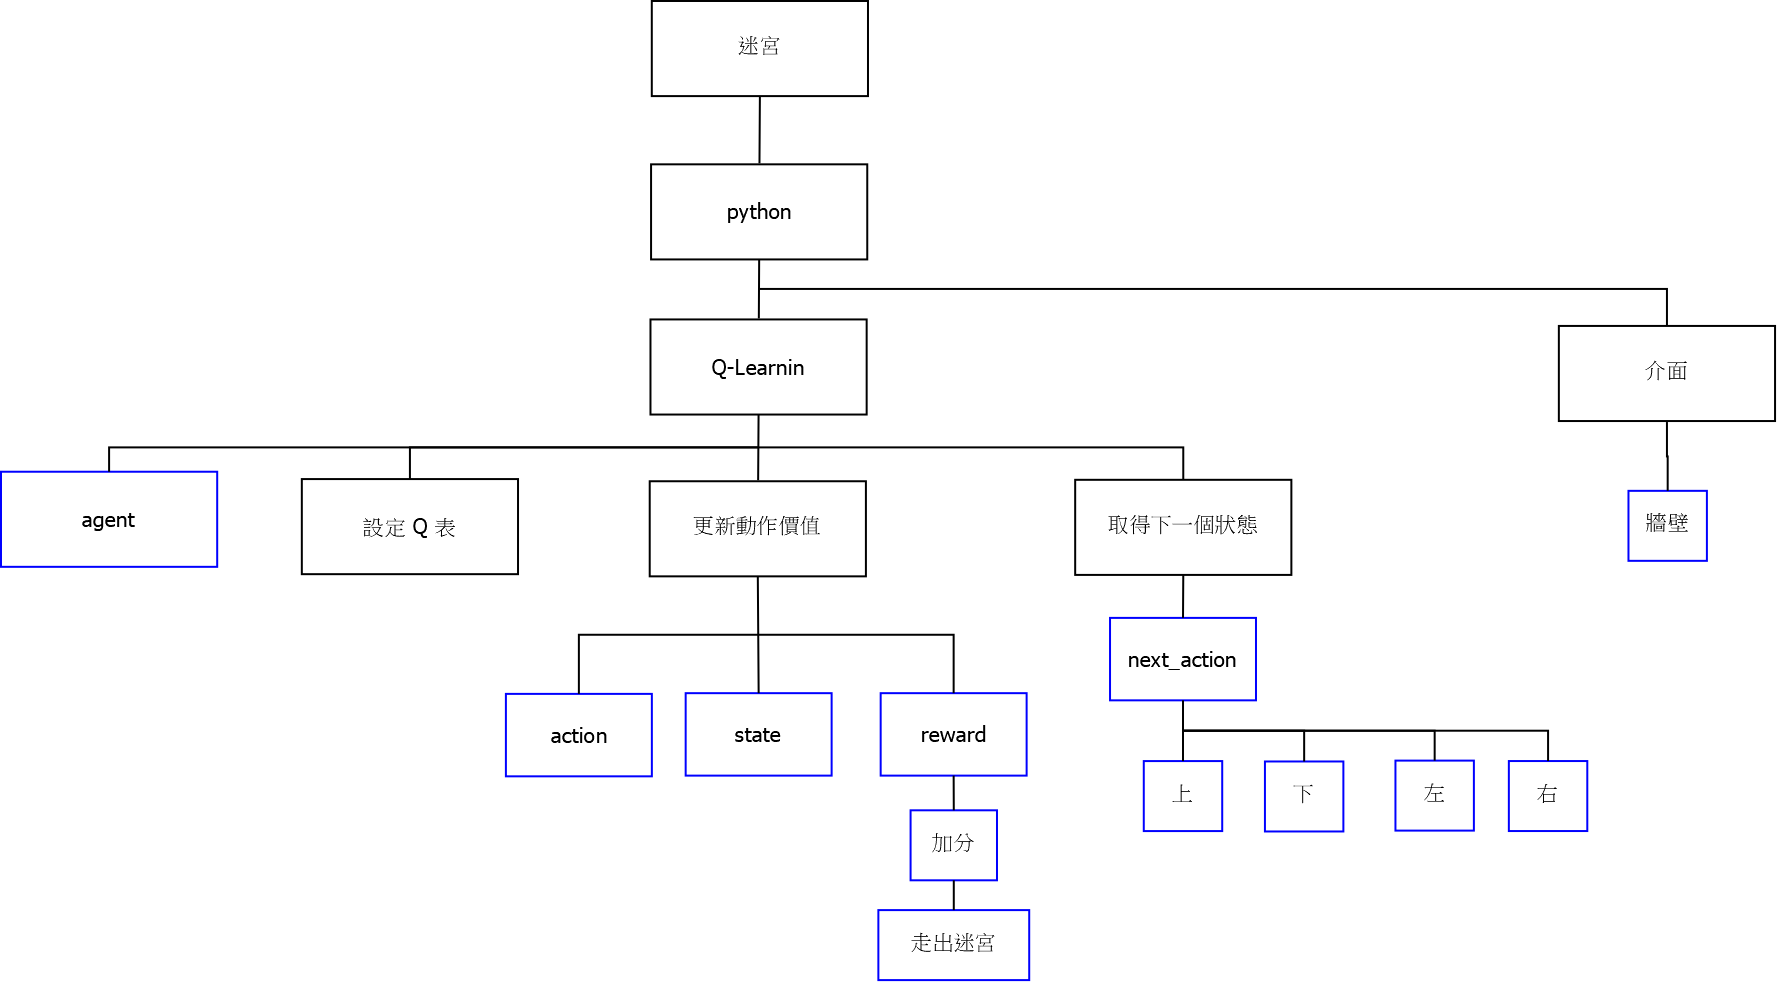 迷宮
python
Q-Learnin
介面
agent
設定 Q 表
更新動作價值
取得下一個狀態
牆壁
next_action
action
state
reward
上
下
左
右
加分
走出迷宮